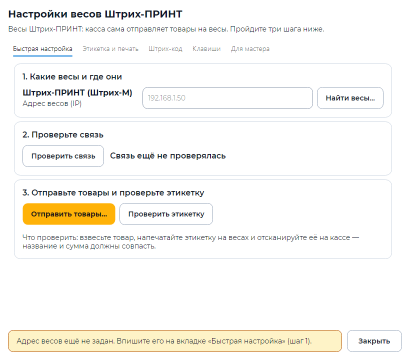 Настройки весов Штрих-ПРИНТ
Весы Штрих-ПРИНТ: касса сама отправляет товары на весы. Пройдите три шага ниже.
Быстрая настройка Этикетка и печать Штрих-код Клавиши Для мастера
1. Какие весы и где они
Штрих-ПРИНТ (Штрих-М)
Адрес весов (IP)
192.168.1.50
Найти весы...
2. Проверьте связь
Проверить связь Связь ещё не проверялась
3. Отправьте товары и проверьте этикетку
Отправить товары... Проверить этикетку
Что проверить: взвесьте товар, напечатайте этикетку на весах и отсканируйте её на кассе —
название и сумма должны совпасть.
Адрес весов ещё не задан. Впишите его на вкладке «Быстрая настройка» (шаг 1).
Закрыть